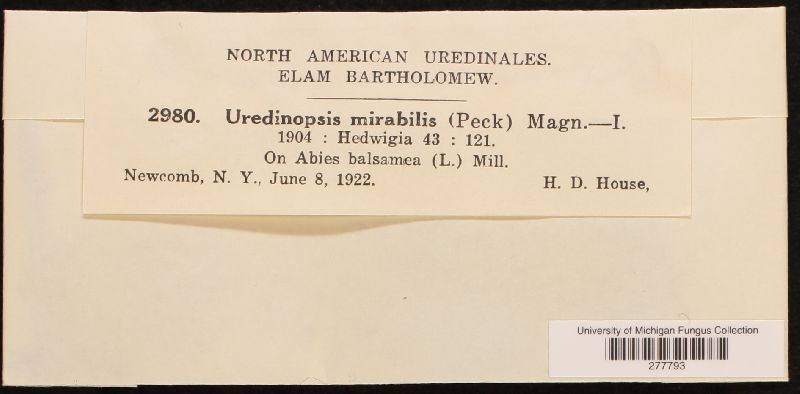 NORTH AMERICAN UREDINALES.
ELAM BARTHOLOMEW.
2980. Uredinopsis mirabilis (Peck) Magn.—I.
1904 : Hedwigia 43 : 121.
On Abies balsamea (L.) Mill.
Newcomb, N. Y., June 8, 1922. H. D. House,
University of Michigan Fungus Collection
277793